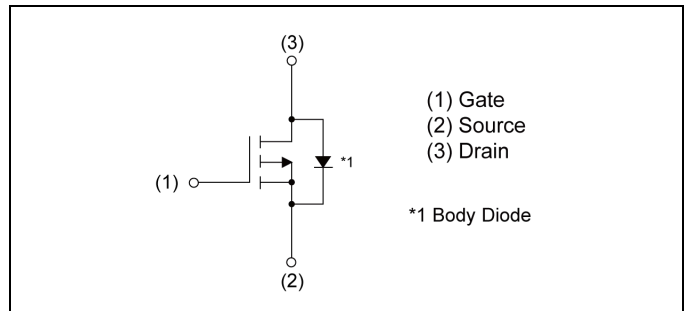 (3)
(1) Gate
(2) Source
(3) Drain
*1
(1)
*1 Body Diode
(2)